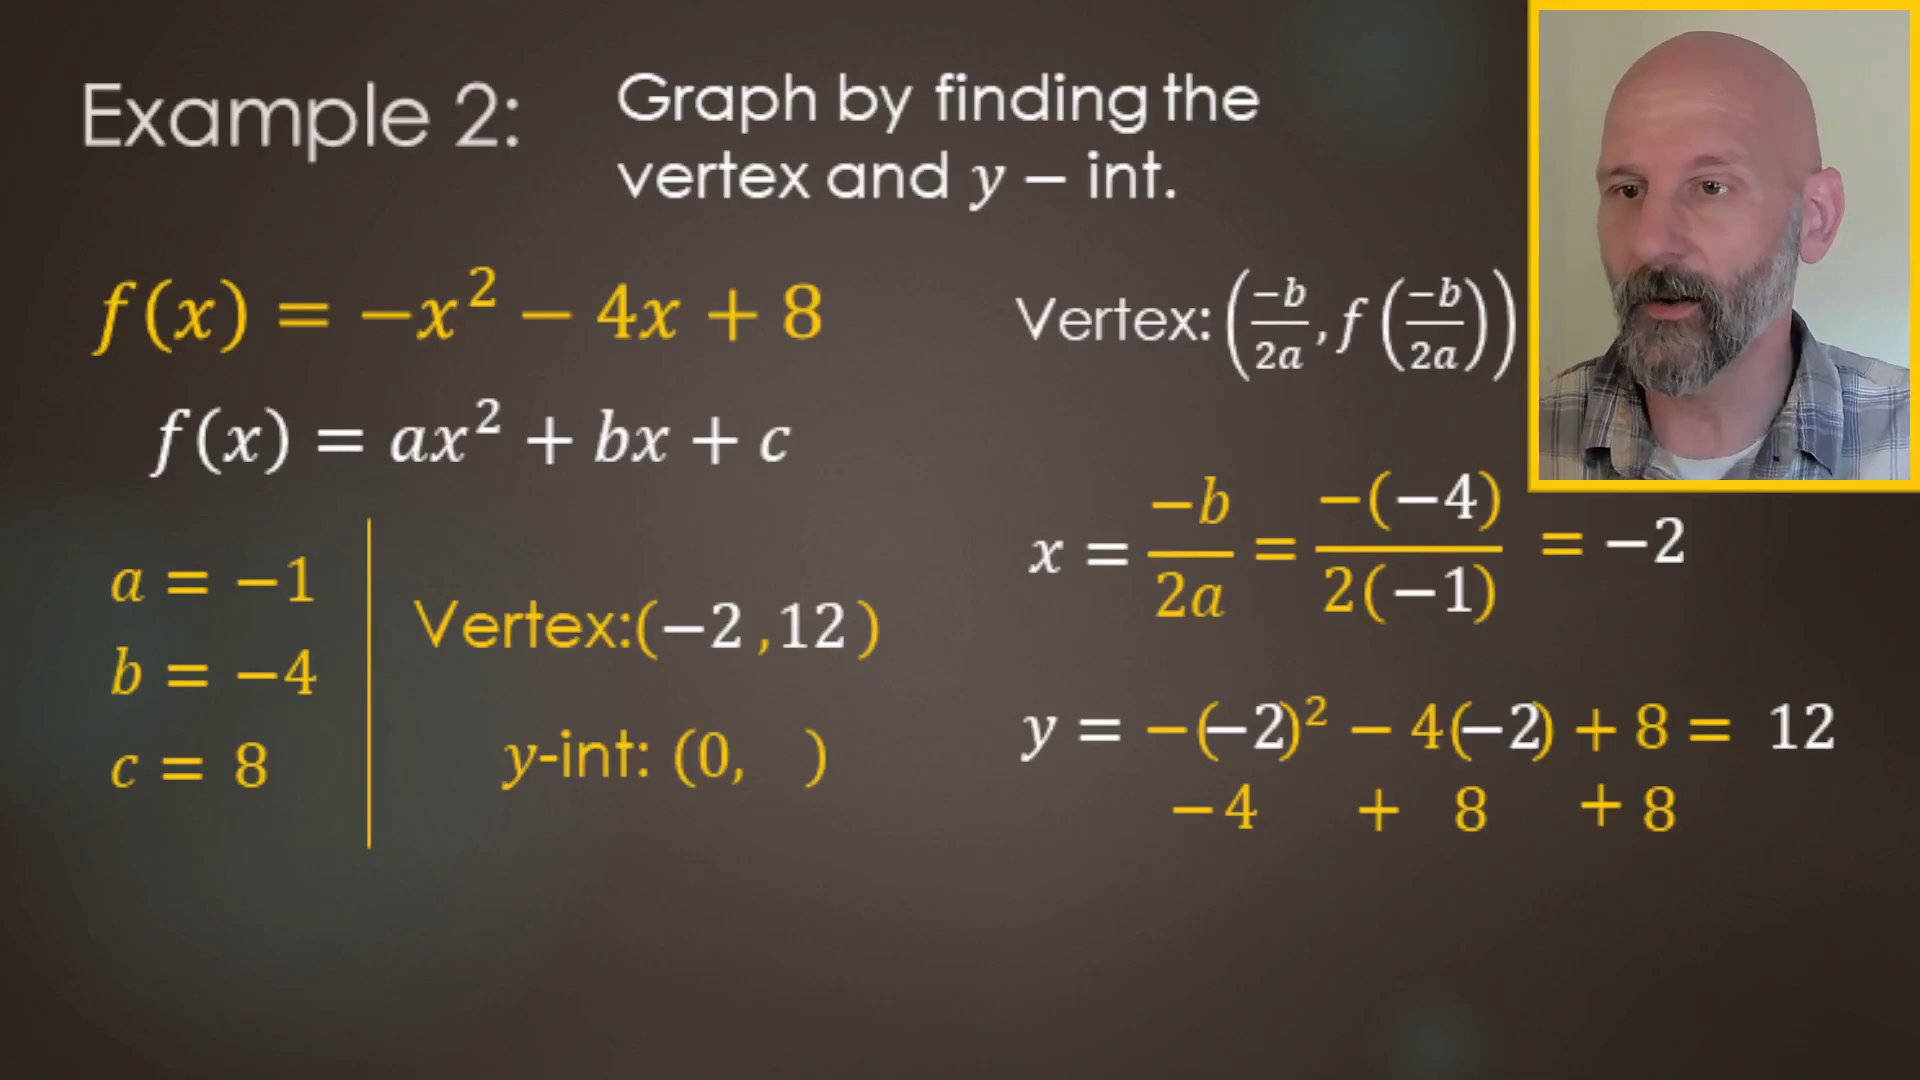 Example 2:
Graph by finding the
vertex and y – int.
f(x) = −x² − 4x + 8
Vertex: (−b/2a, f(−b/2a))
f(x) = ax² + bx + c
x = −b/2a = −(−4)/2(−1) = −2
a = −1
b = −4
c = 8
Vertex:(−2 ,12 )
y-int: (0,   )
y = −(−2)² − 4(−2) + 8 = 12
−4 + 8 + 8